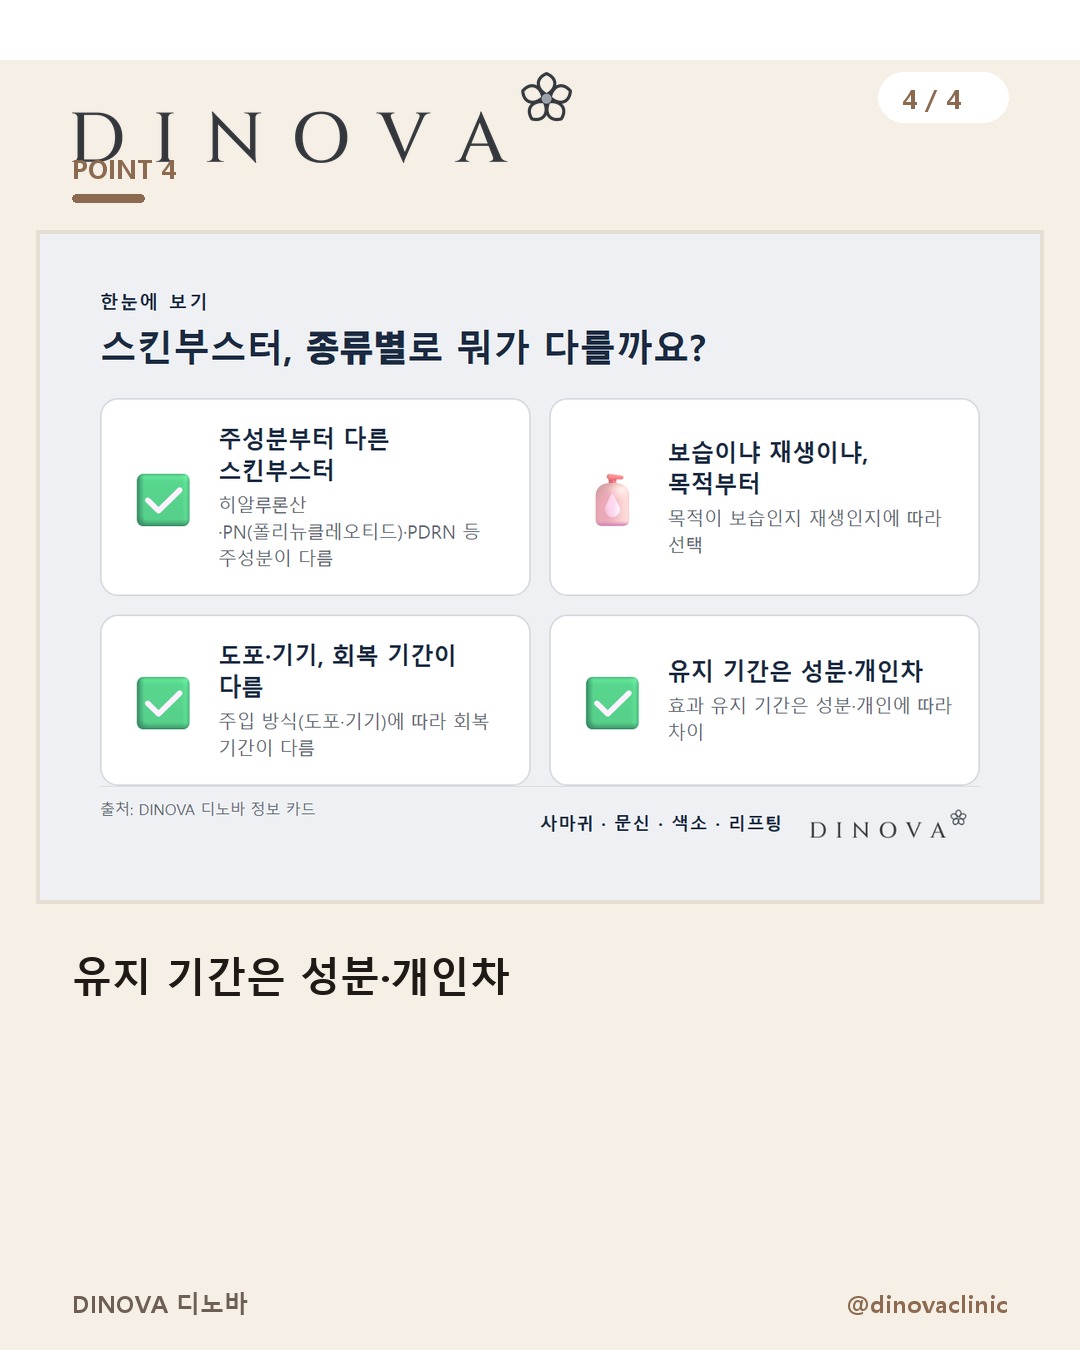 DINOVA
4 / 4
POINT 4
한눈에 보기
스킨부스터, 종류별로 뭐가 다를까요?
주성분부터 다른
스킨부스터
히알루론산
·PN(폴리뉴클레오티드)·PDRN 등
주성분이 다름
보습이냐 재생이냐,
목적부터
목적이 보습인지 재생인지에 따라
선택
도포·기기, 회복 기간이
다름
주입 방식(도포·기기)에 따라 회복
기간이 다름
유지 기간은 성분·개인차
효과 유지 기간은 성분·개인에 따라
차이
출처: DINOVA 디노바 정보 카드
사마귀 · 문신 · 색소 · 리프팅
DINOVA
유지 기간은 성분·개인차
DINOVA 디노바
@dinovaclinic